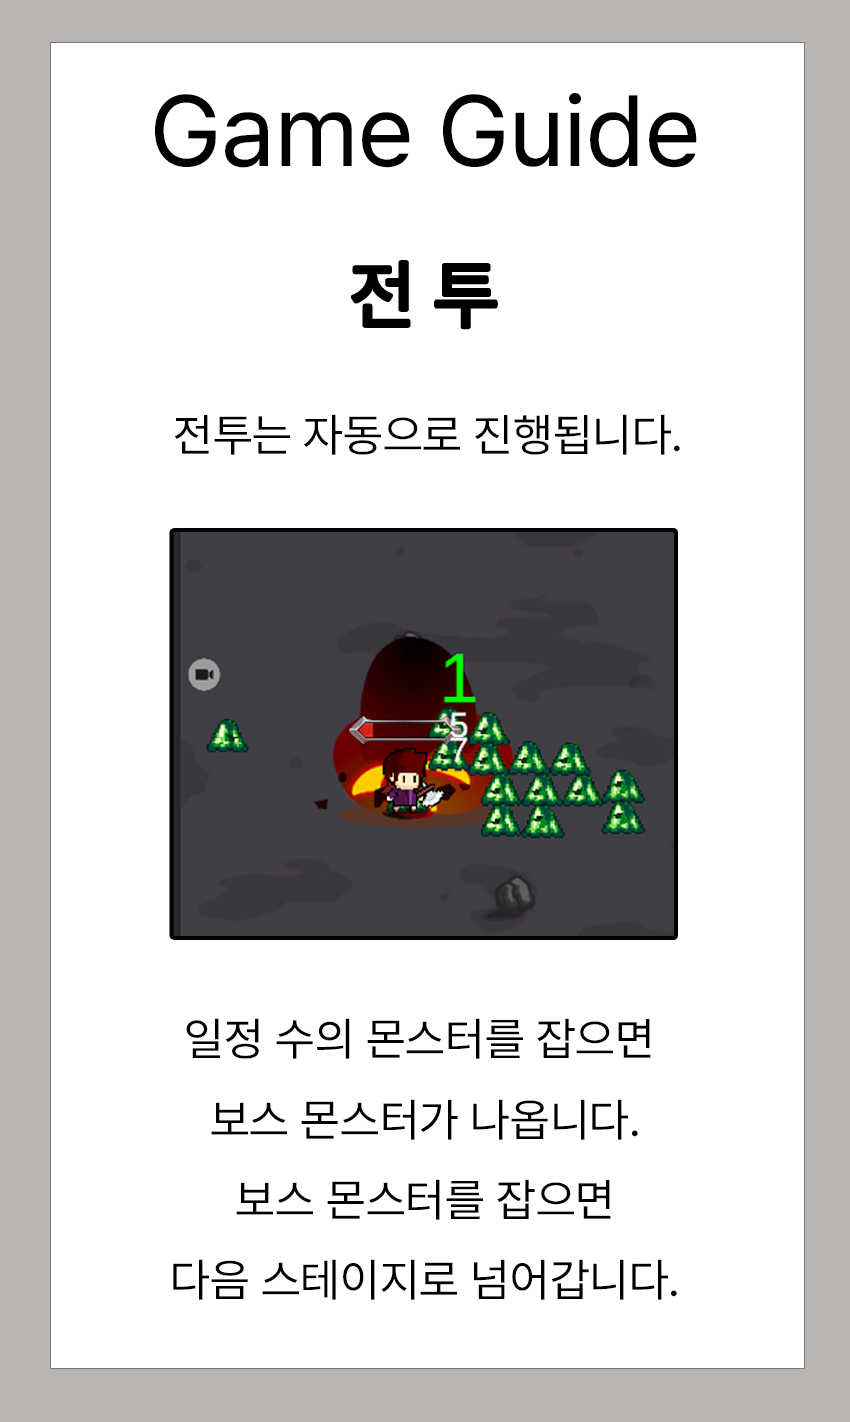 Game Guide
전 투
전투는 자동으로 진행됩니다.
1
5
7
일정 수의 몬스터를 잡으면
보스 몬스터가 나옵니다.
보스 몬스터를 잡으면
다음 스테이지로 넘어갑니다.